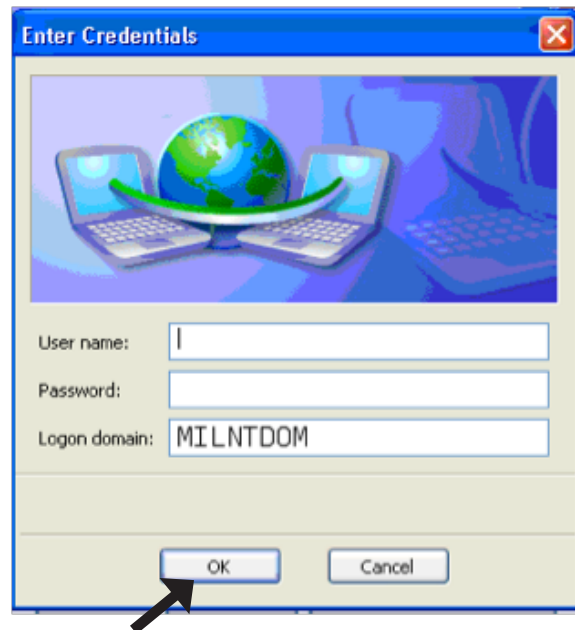 Enter Credentials
User name:
Password:
Logon domain: MILNTDOM
OK Cancel